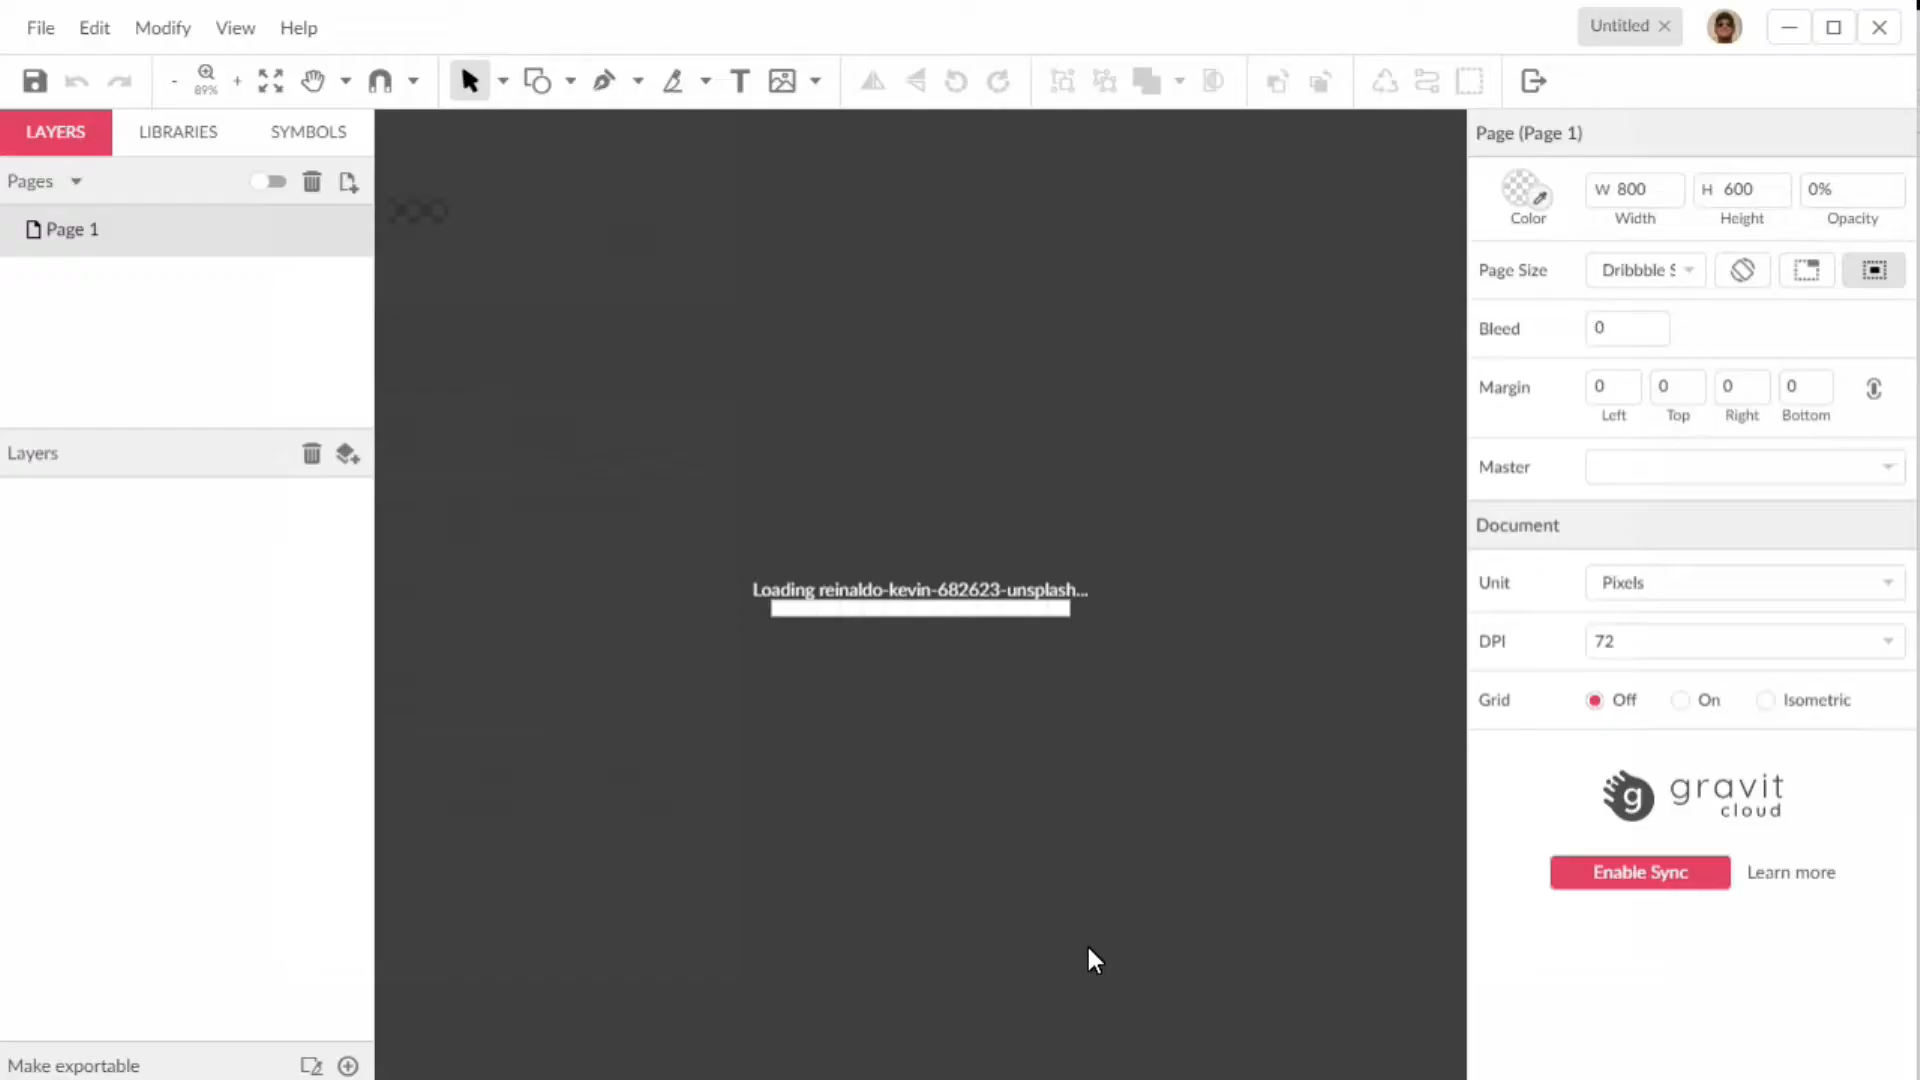 File Edit Modify View Help
Untitled
- 89% +
LAYERS LIBRARIES SYMBOLS
Pages
Page 1
Layers
Make exportable
Loading reinaldo-kevin-682623-unsplash...
Page (Page 1)
W 800 H 600 0%
Color Width Height Opacity
Page Size Dribbble S
Bleed 0
Margin 0 0 0 0
Left Top Right Bottom
Master
Document
Unit Pixels
DPI 72
Grid Off On Isometric
g gravit
cloud
Enable Sync Learn more